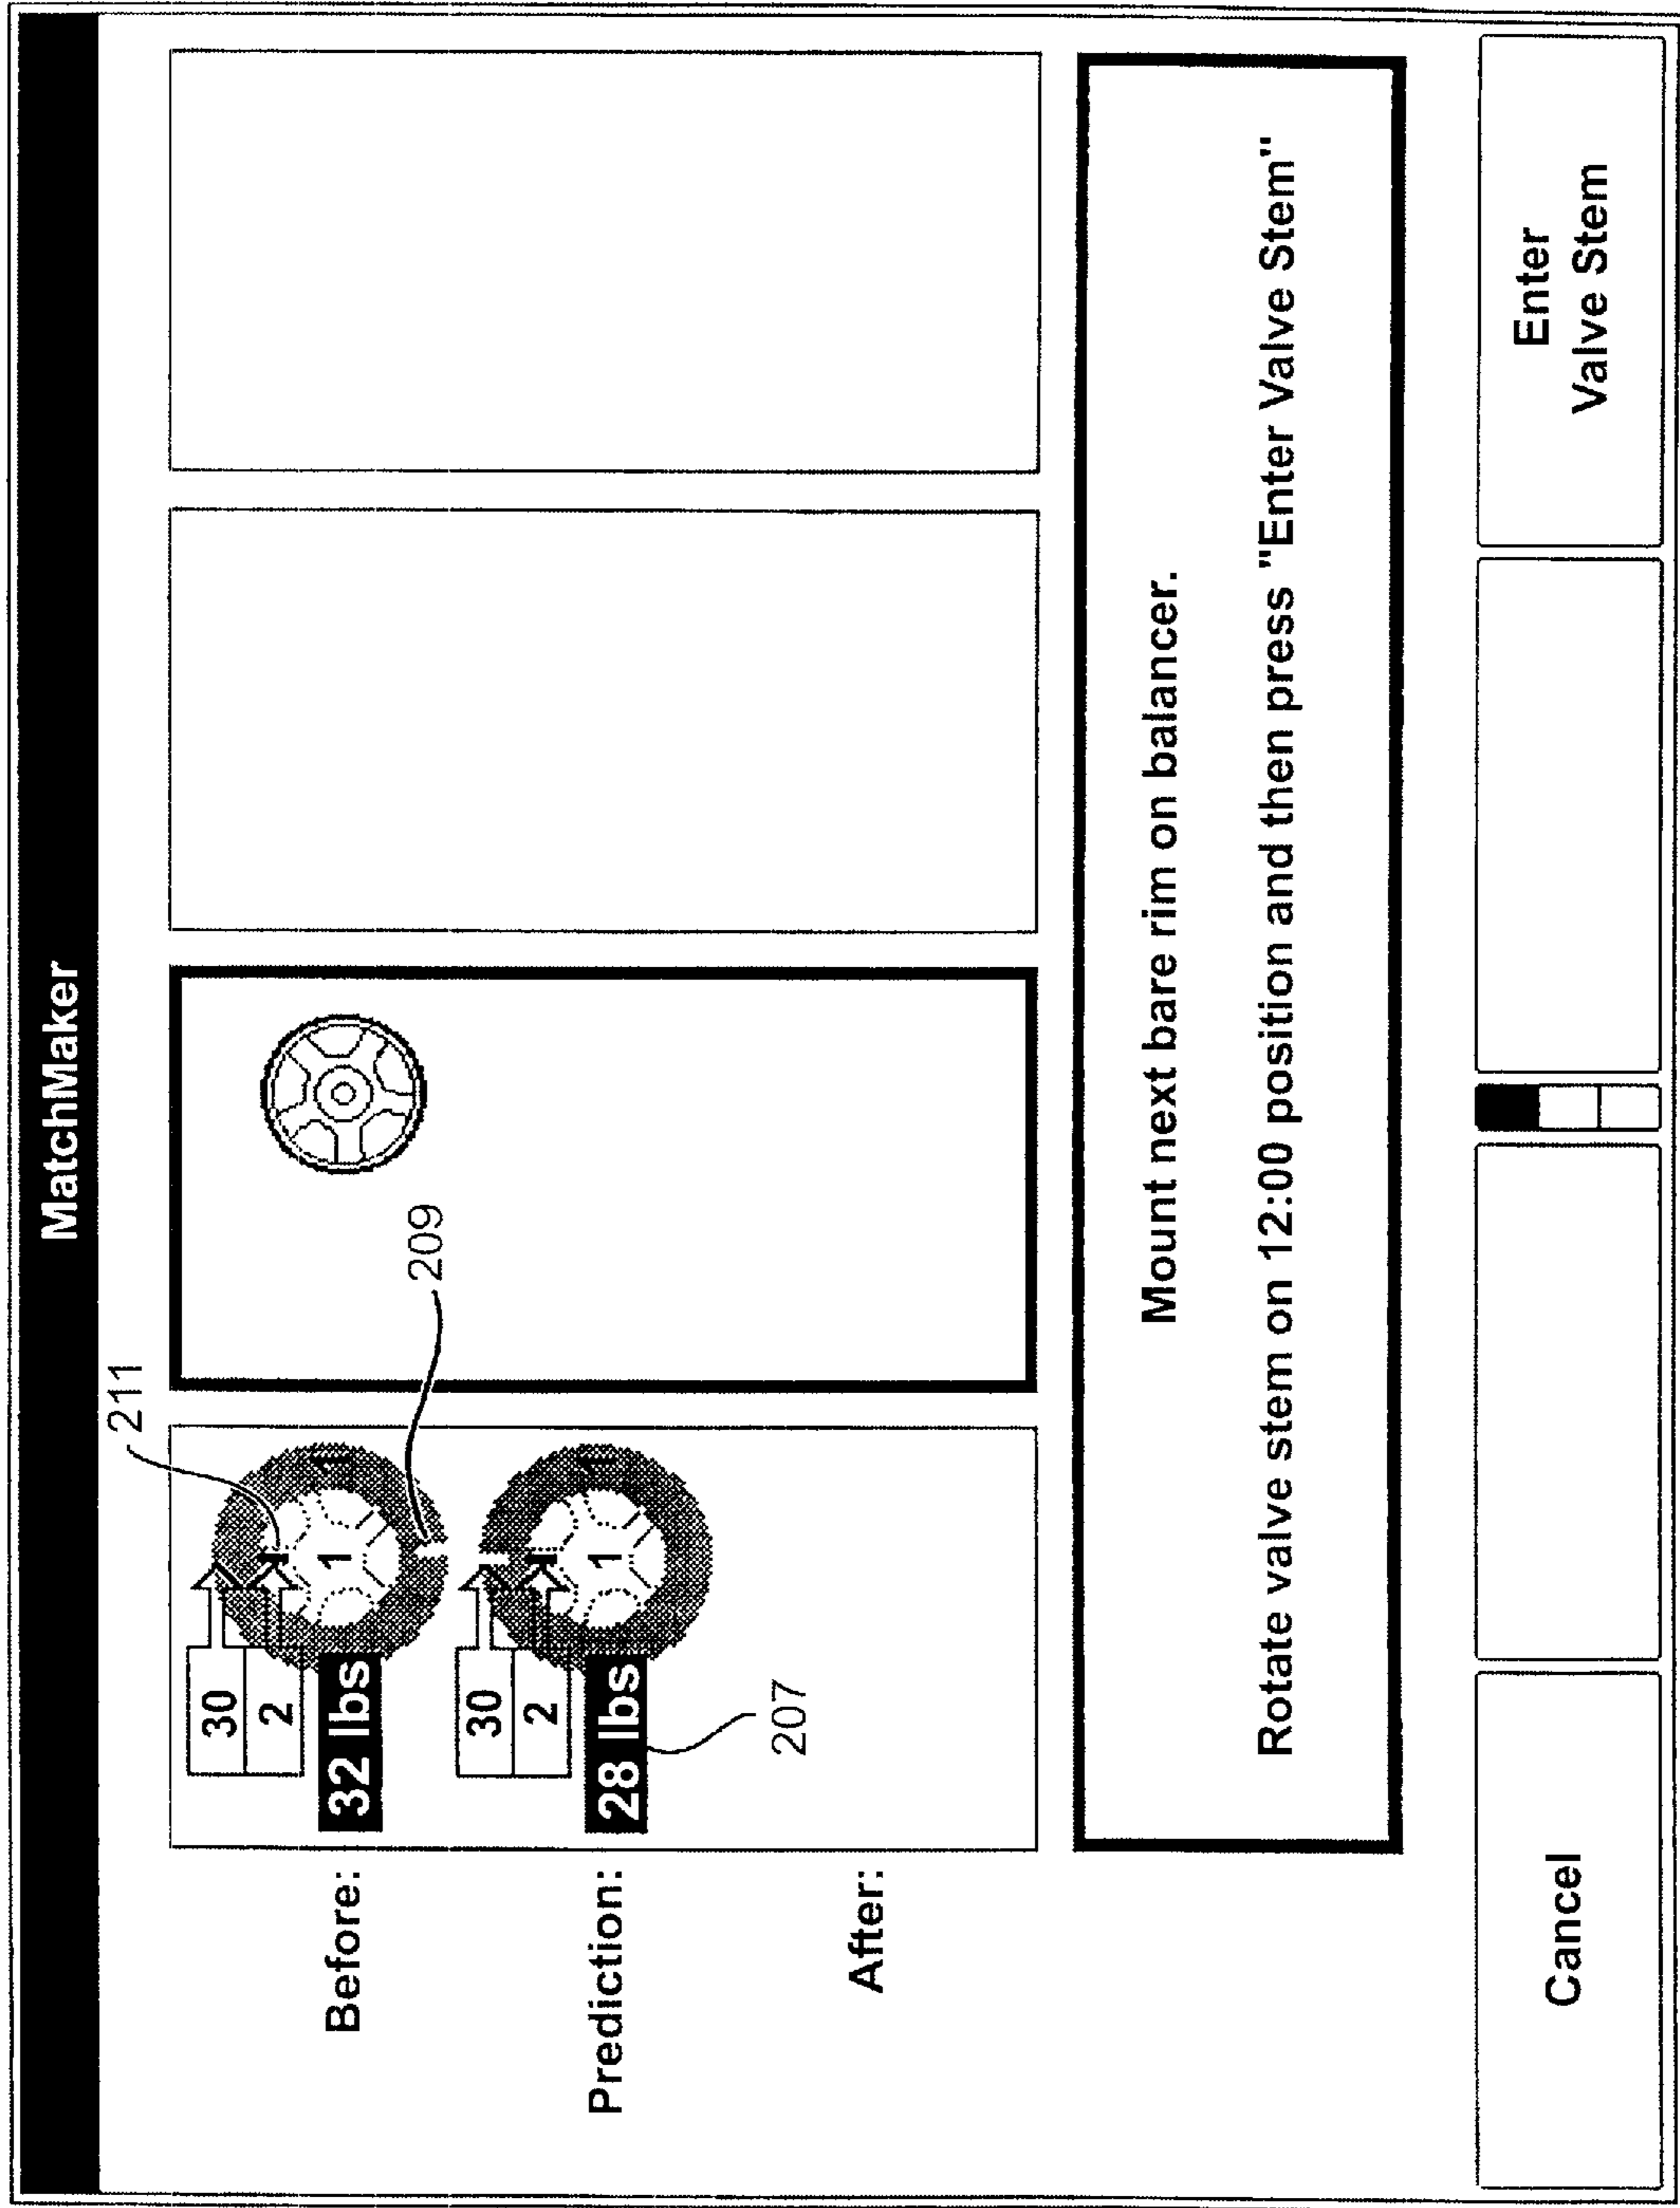 MatchMaker
211
Before:
30
2
32 lbs
1
1
209
Prediction:
30
2
28 lbs
1
1
207
After:
Mount next bare rim on balancer.
Rotate valve stem on 12:00 position and then press "Enter Valve Stem"
Cancel
Enter
Valve Stem